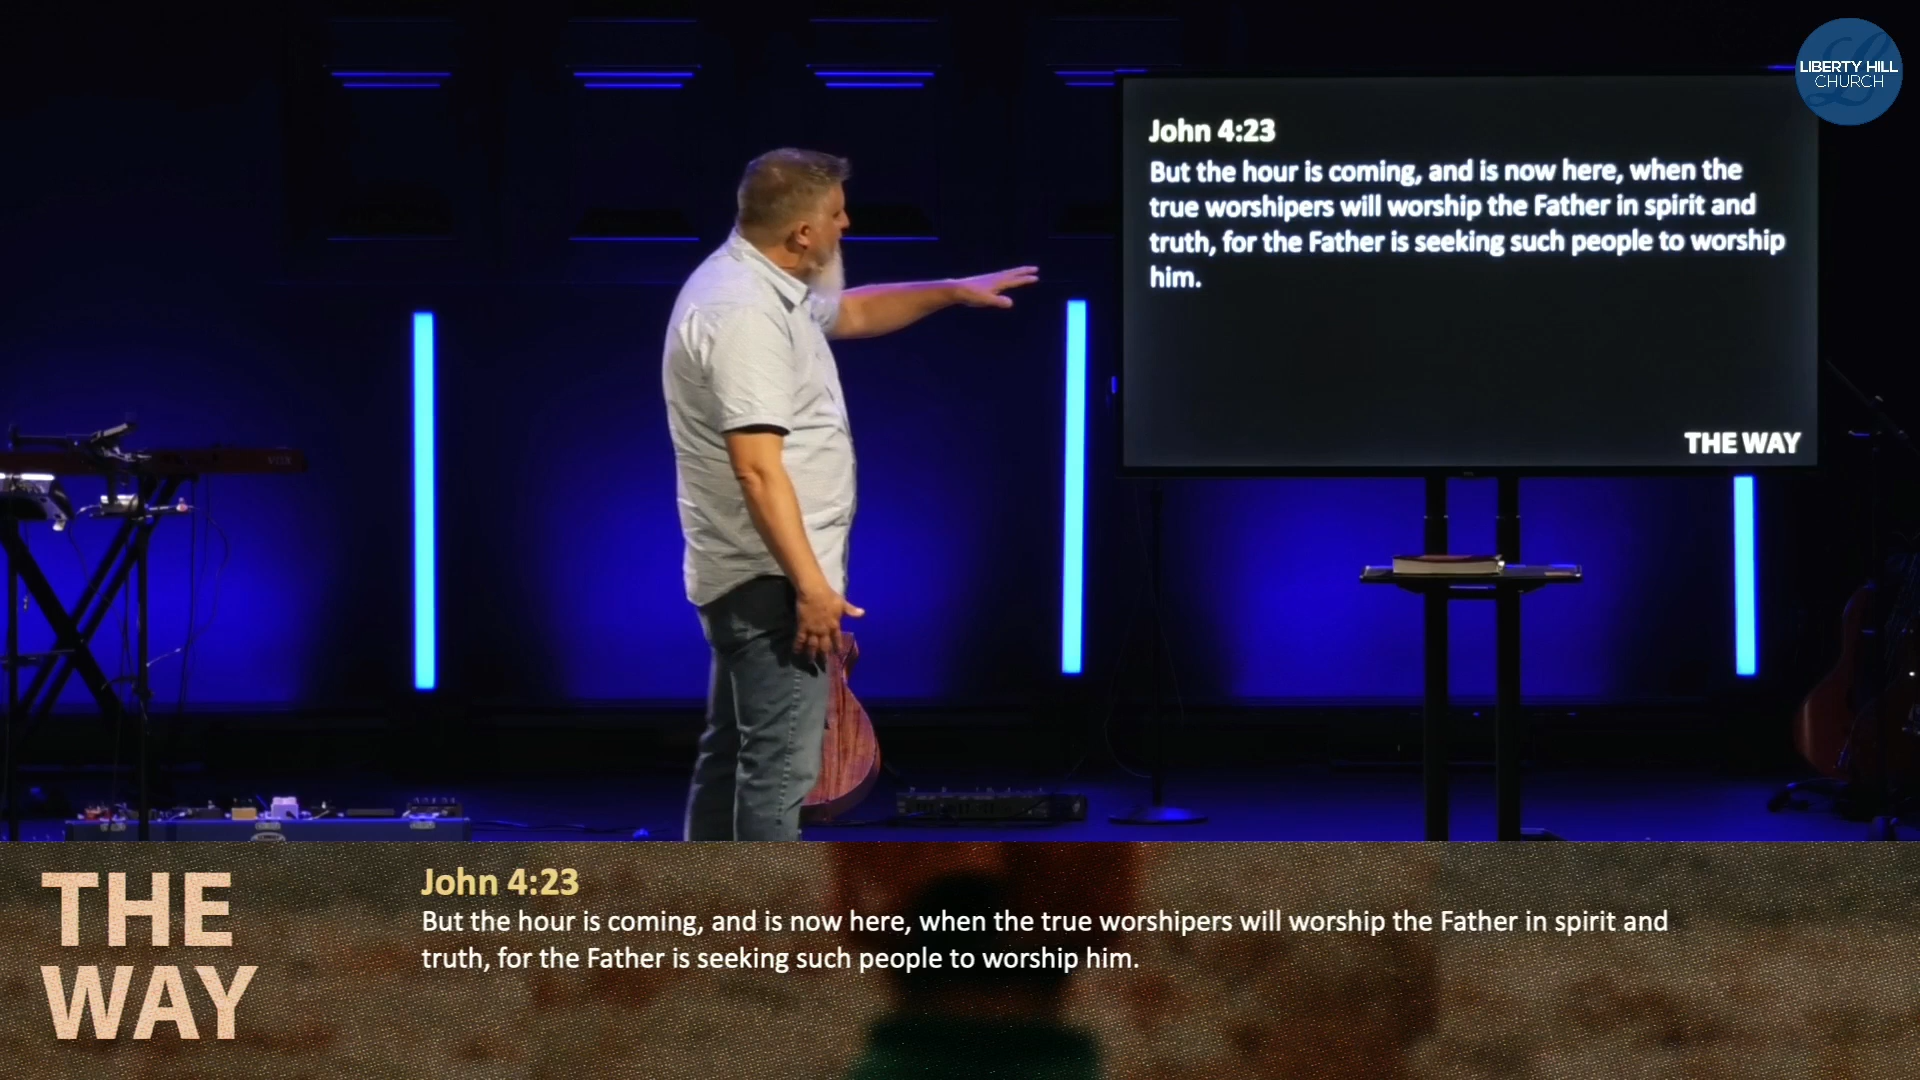 LIBERTY HILL
CHURCH
John 4:23
But the hour is coming, and is now here, when the
true worshipers will worship the Father in spirit and
truth, for the Father is seeking such people to worship
him.
THE WAY
THE
WAY
John 4:23
But the hour is coming, and is now here, when the true worshipers will worship the Father in spirit and
truth, for the Father is seeking such people to worship him.